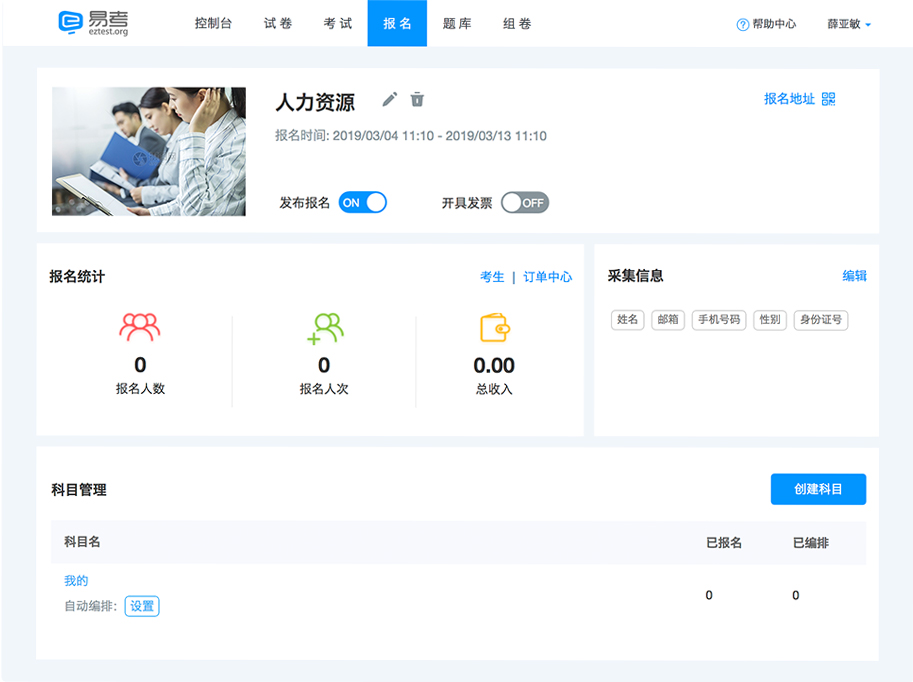 易考
eztest.org
控制台 试卷 考试 报名 题库 组卷
帮助中心 薛亚敏
人力资源
报名地址
报名时间: 2019/03/04 11:10 - 2019/03/13 11:10
发布报名 ON 开具发票 OFF
报名统计 考生 | 订单中心
0 0 0.00
报名人数 报名人次 总收入
采集信息 编辑
姓名 邮箱 手机号码 性别 身份证号
科目管理 创建科目
科目名 已报名 已编排
我的
0 0
自动编排: 设置